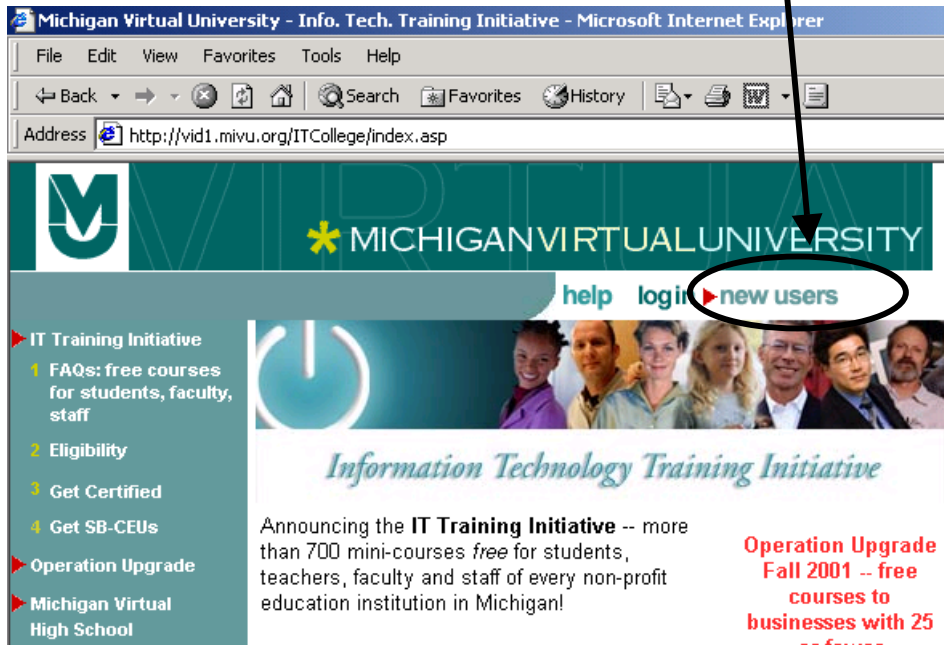 Michigan Virtual University - Info. Tech. Training Initiative - Microsoft Internet Explorer
File Edit View Favorites Tools Help
Back Search Favorites History
Address http://vid1.mivu.org/ITCollege/index.asp
VIRTUAL
MICHIGANVIRTUALUNIVERSITY
help login new users
IT Training Initiative
1 FAQs: free courses
for students, faculty,
staff
2 Eligibility
3 Get Certified
4 Get SB-CEUs
Operation Upgrade
Michigan Virtual
High School
Information Technology Training Initiative
Announcing the IT Training Initiative -- more
than 700 mini-courses free for students,
teachers, faculty and staff of every non-profit
education institution in Michigan!
Operation Upgrade
Fall 2001 -- free
courses to
businesses with 25